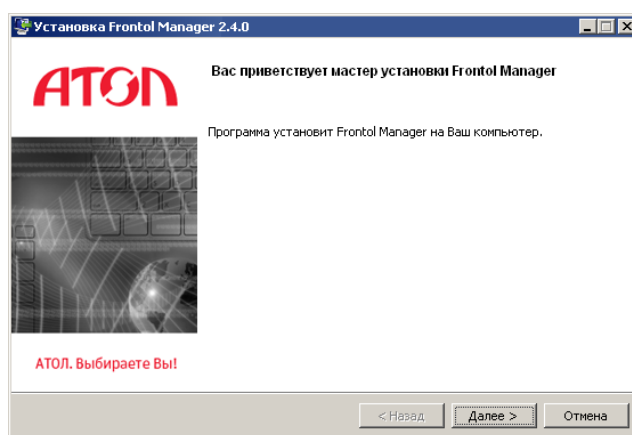 Установка Frontol Manager 2.4.0
АТОЛ
Вас приветствует мастер установки Frontol Manager
Программа установит Frontol Manager на Ваш компьютер.
АТОЛ. Выбираете Вы!
< Назад
Далее >
Отмена